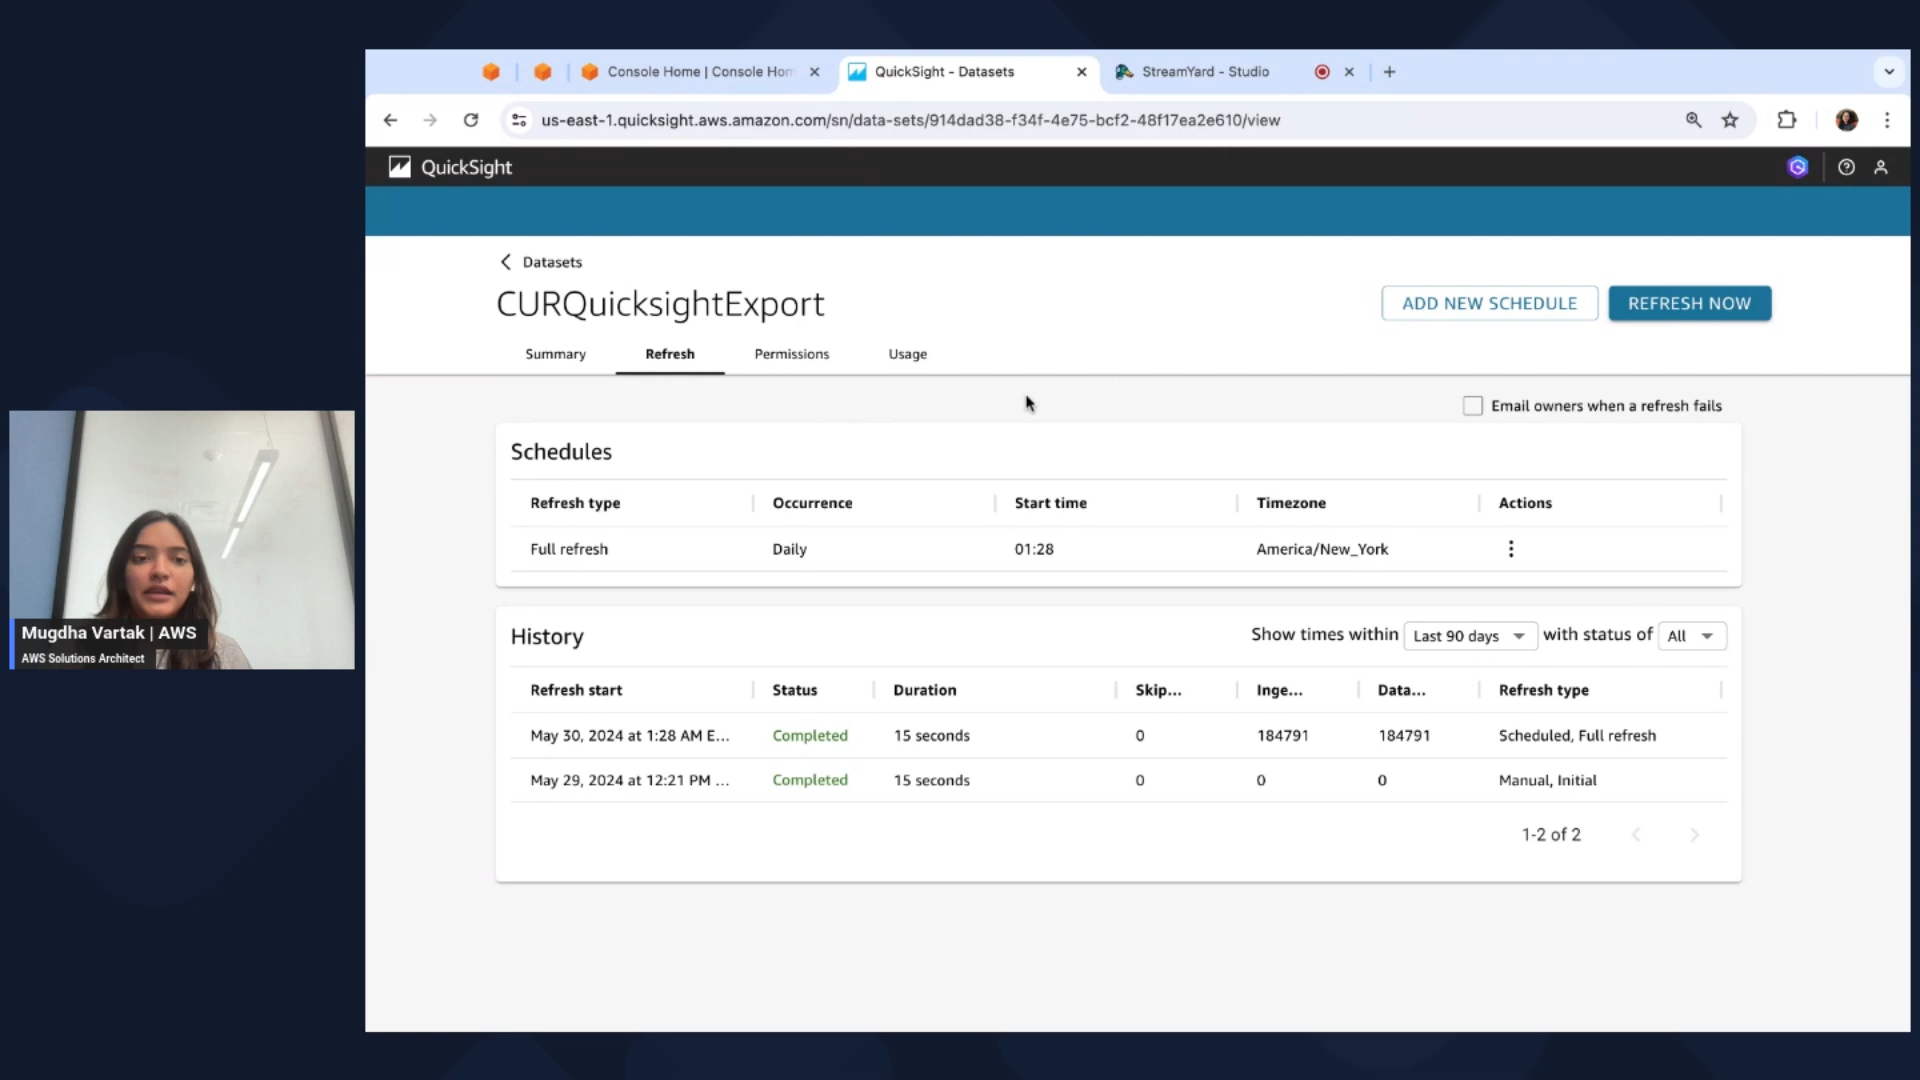 Console Home | Console Hom
QuickSight - Datasets
StreamYard - Studio
us-east-1.quicksight.aws.amazon.com/sn/data-sets/914dad38-f34f-4e75-bcf2-48f17ea2e610/view
QuickSight
Datasets
CURQuicksightExport
ADD NEW SCHEDULE
REFRESH NOW
Summary
Refresh
Permissions
Usage
Email owners when a refresh fails
Schedules
Refresh type Occurrence Start time Timezone Actions
Full refresh Daily 01:28 America/New_York
History
Show times within Last 90 days with status of All
Refresh start Status Duration Skip... Inge... Data... Refresh type
May 30, 2024 at 1:28 AM E... Completed 15 seconds 0 184791 184791 Scheduled, Full refresh
May 29, 2024 at 12:21 PM ... Completed 15 seconds 0 0 0 Manual, Initial
1-2 of 2
Mugdha Vartak | AWS
AWS Solutions Architect